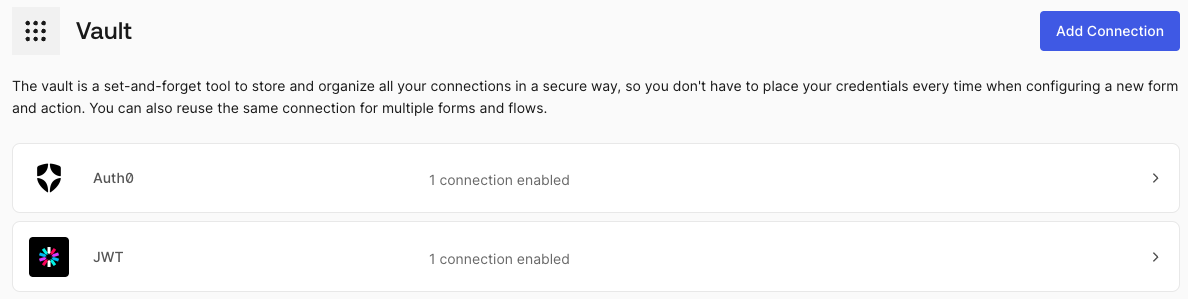 Vault
Add Connection
The vault is a set-and-forget tool to store and organize all your connections in a secure way, so you don't have to place your credentials every time when configuring a new form
and action. You can also reuse the same connection for multiple forms and flows.
Auth0
1 connection enabled
JWT
1 connection enabled